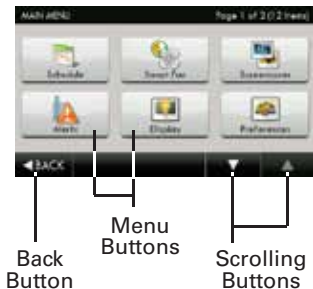 MAIN MENU
Page 1 of 2 (12 Items)
Schedule
Smart Fan
Screensaver
Alerts
Display
Preferences
BACK
Menu
Buttons
Back
Button
Scrolling
Buttons